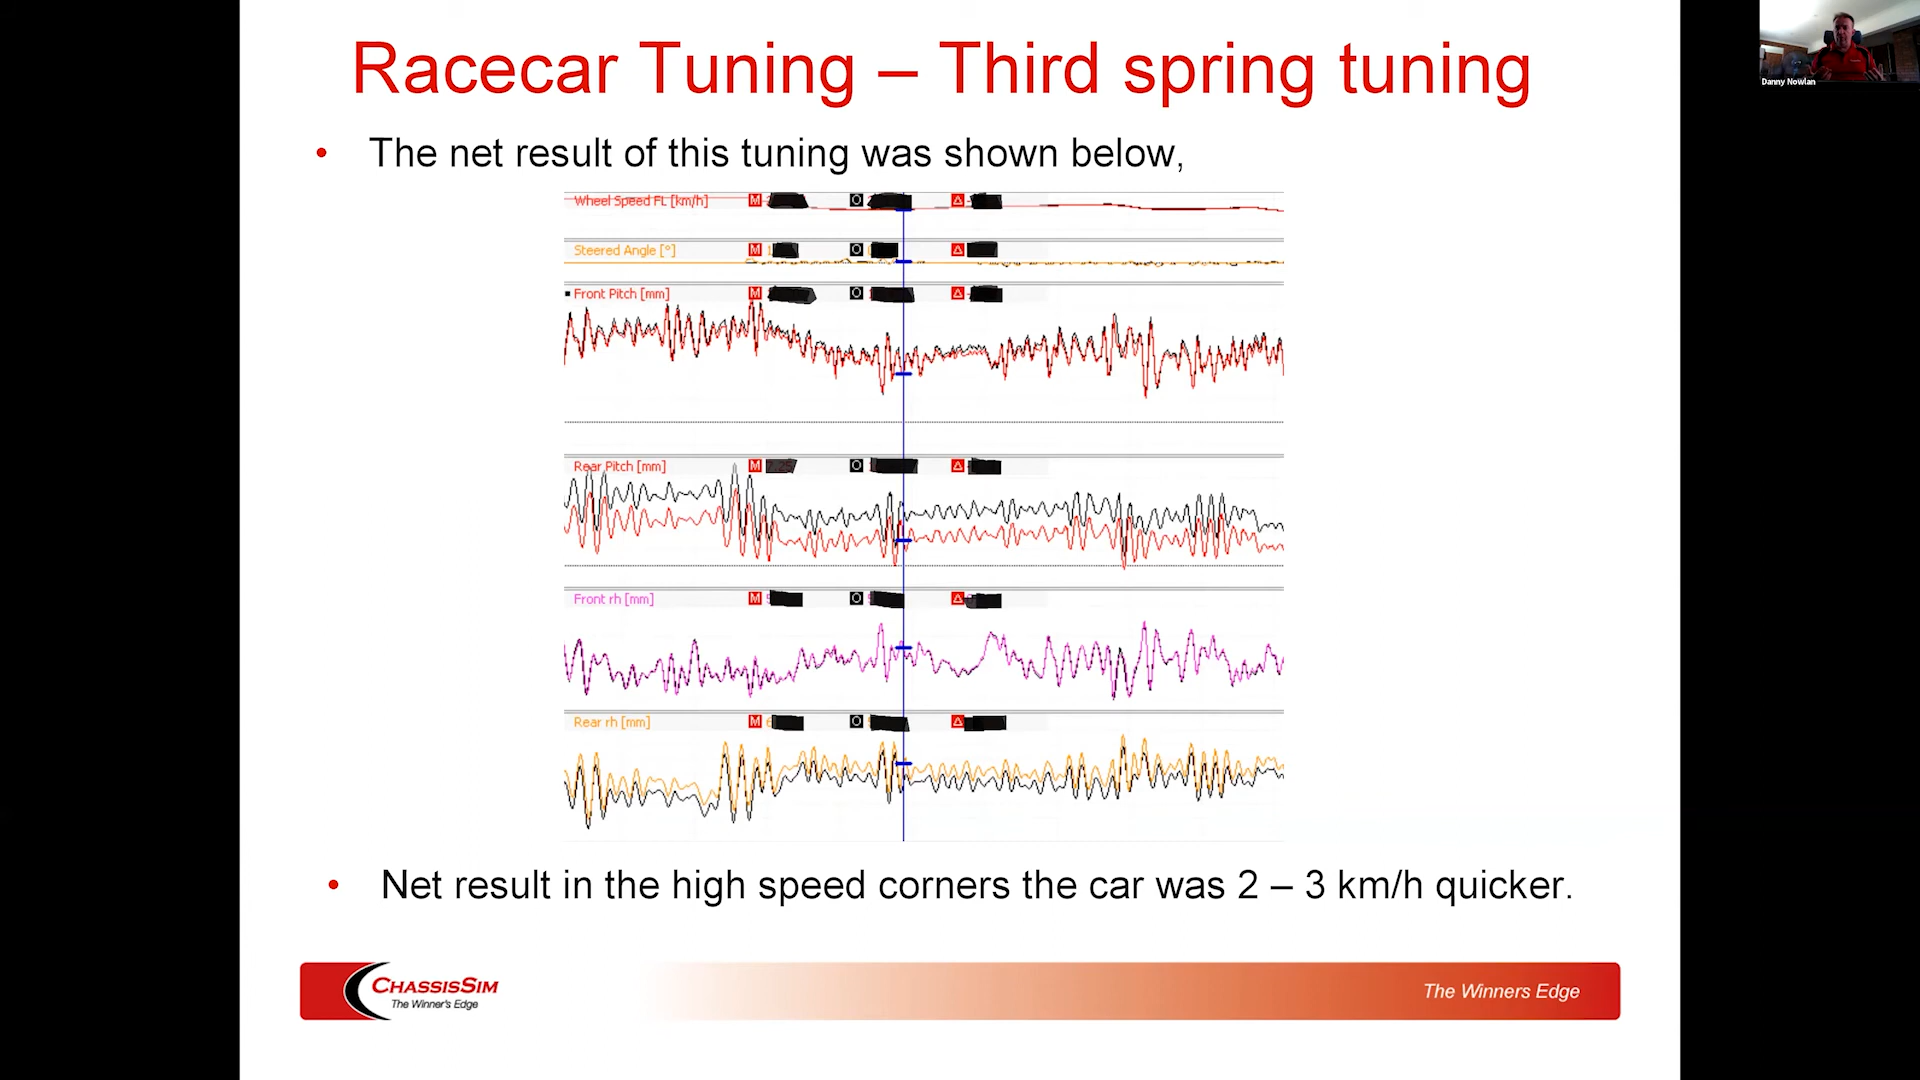 Racecar Tuning – Third spring tuning
Danny Nowlan
• The net result of this tuning was shown below,
Wheel Speed FL [km/h] M O Δ
Steered Angle [°] M O Δ
Front Pitch [mm] M O Δ
Rear Pitch [mm] M O Δ
Front rh [mm] M O Δ
Rear rh [mm] M O Δ
• Net result in the high speed corners the car was 2 – 3 km/h quicker.
CHASSISSIM
The Winner's Edge
The Winners Edge